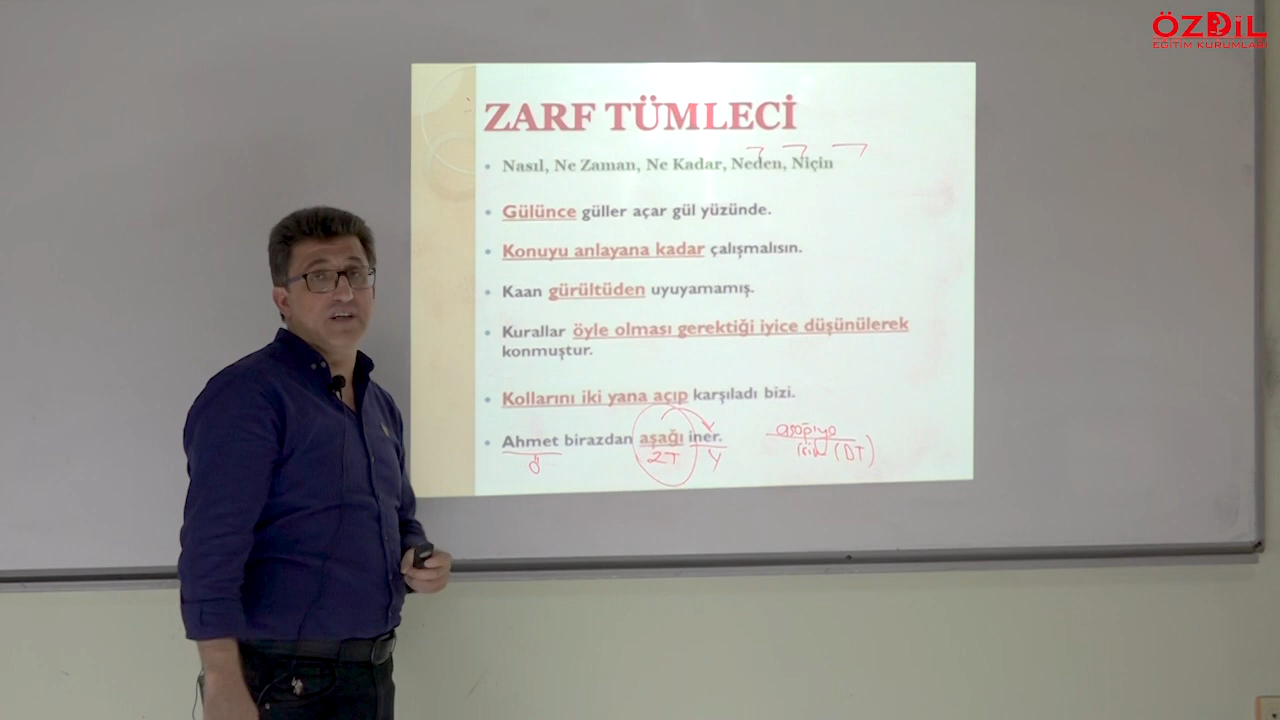 ÖZDİL
EĞİTİM KURUMLARI
ZARF TÜMLECİ
• Nasıl, Ne Zaman, Ne Kadar, Neden, Niçin
• Gülünce güller açar gül yüzünde.
• Konuyu anlayana kadar çalışmalısın.
• Kaan gürültüden uyuyamamış.
• Kurallar öyle olması gerektiği iyice düşünülerek
konmuştur.
• Kollarını iki yana açıp karşıladı bizi.
• Ahmet birazdan aşağı iner.
aşağıya
ö ZT Y
(DT)